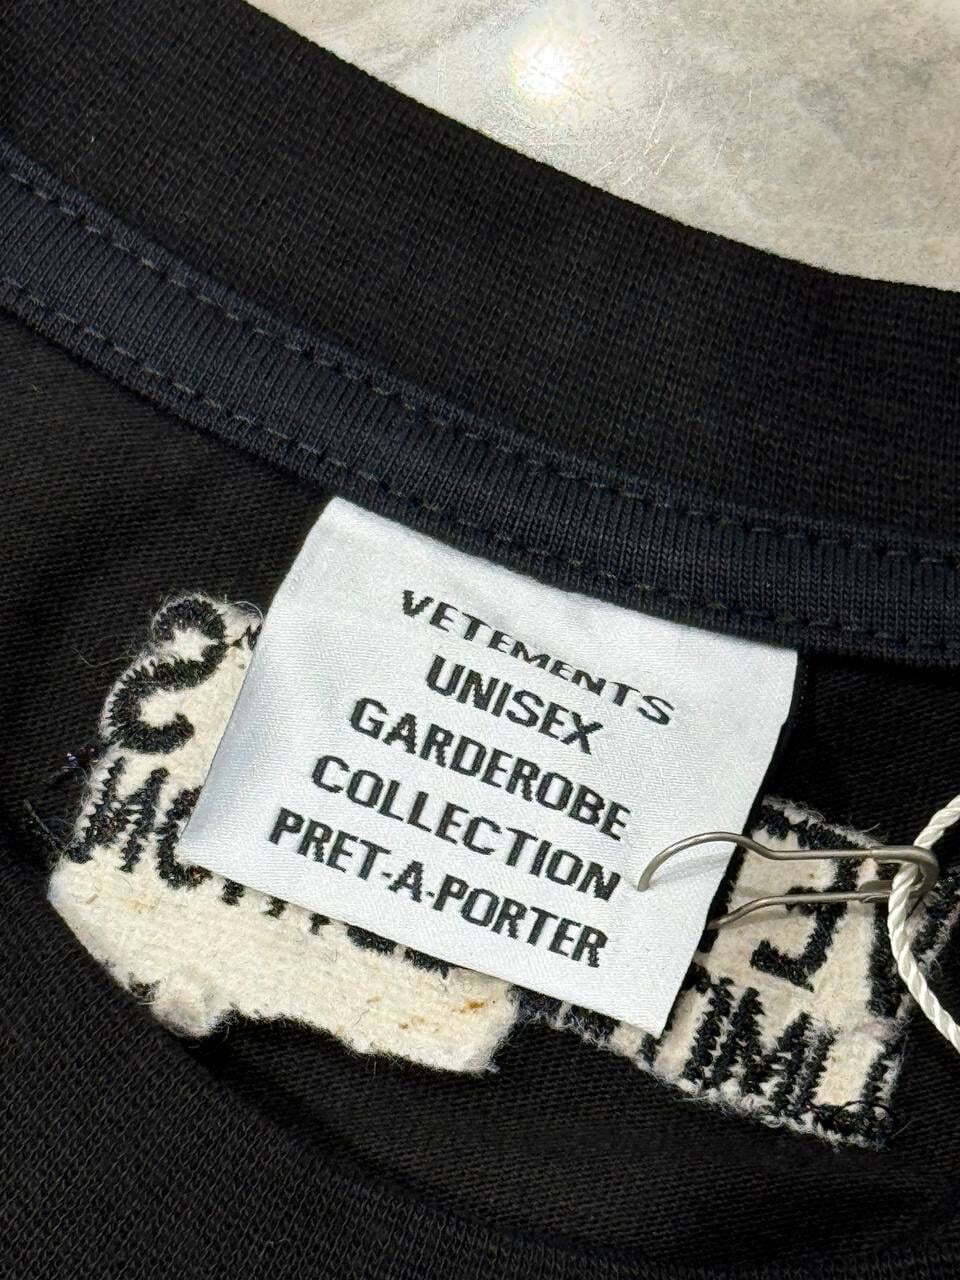 VETEMENTS
UNISEX
GARDEROBE
COLLECTION
PRET-A-PORTER